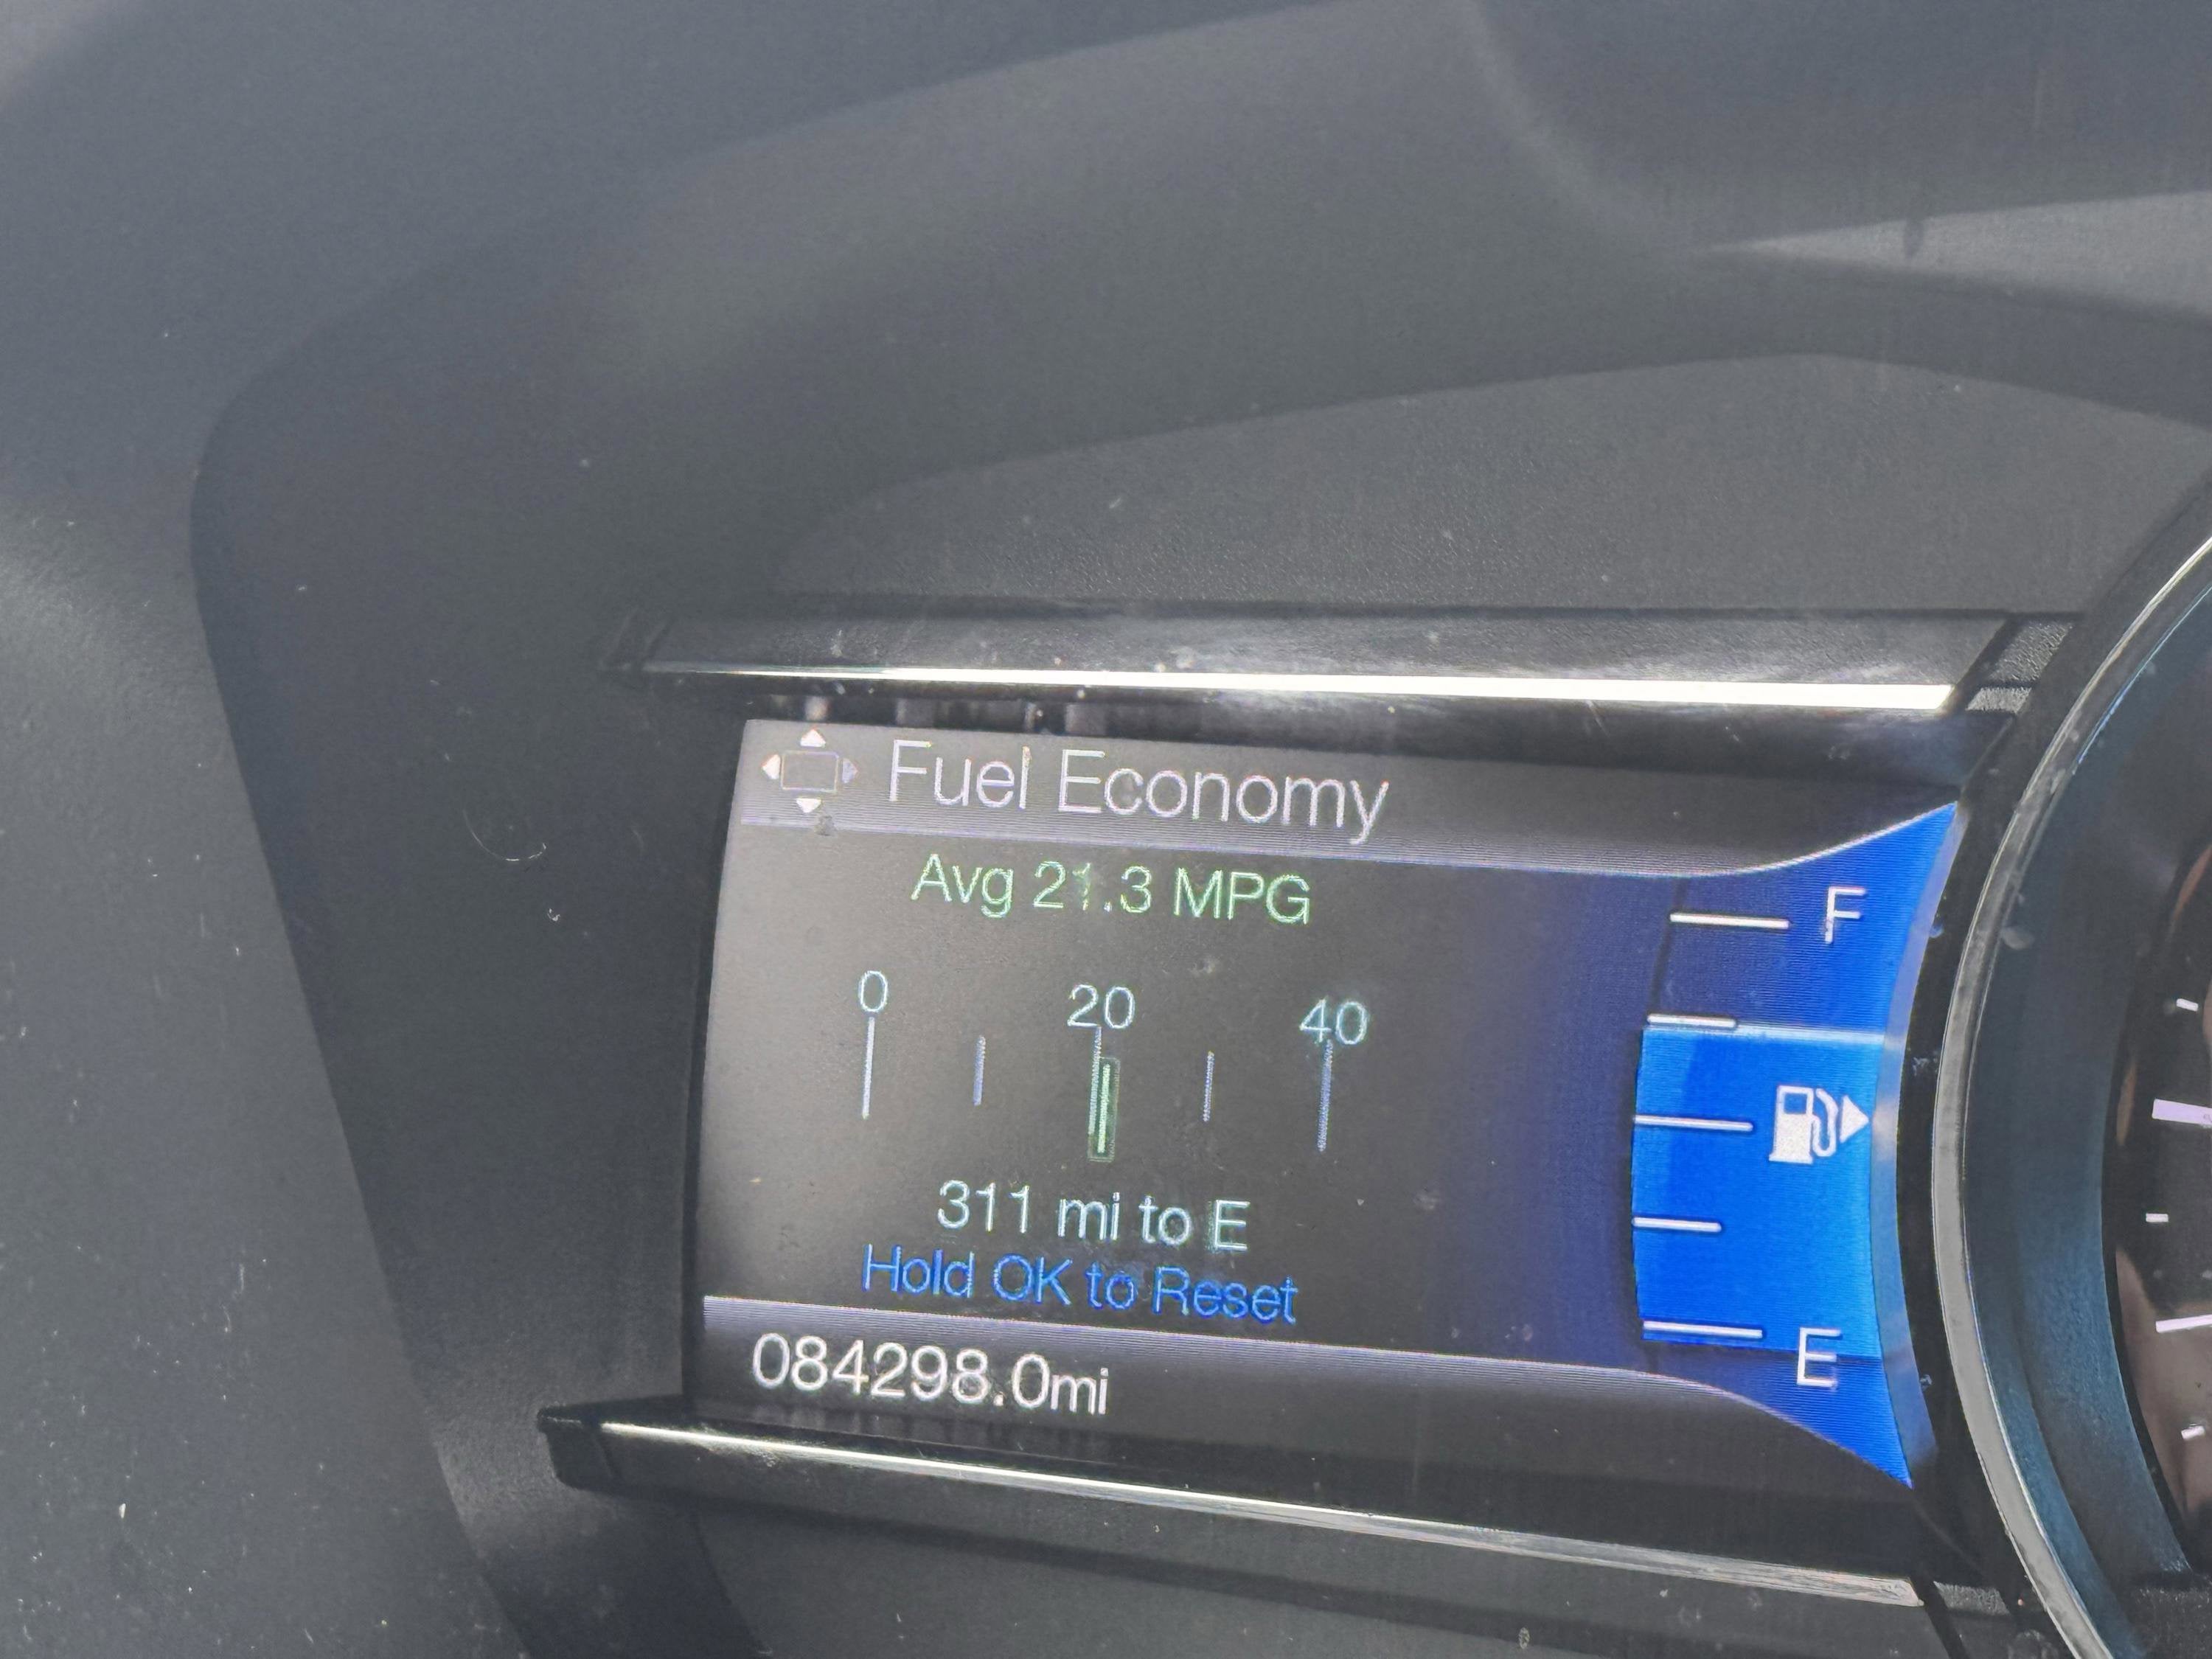 Fuel Economy
Avg 21.3 MPG
F
0 20 40
311 mi to E
Hold OK to Reset
E
084298.0mi